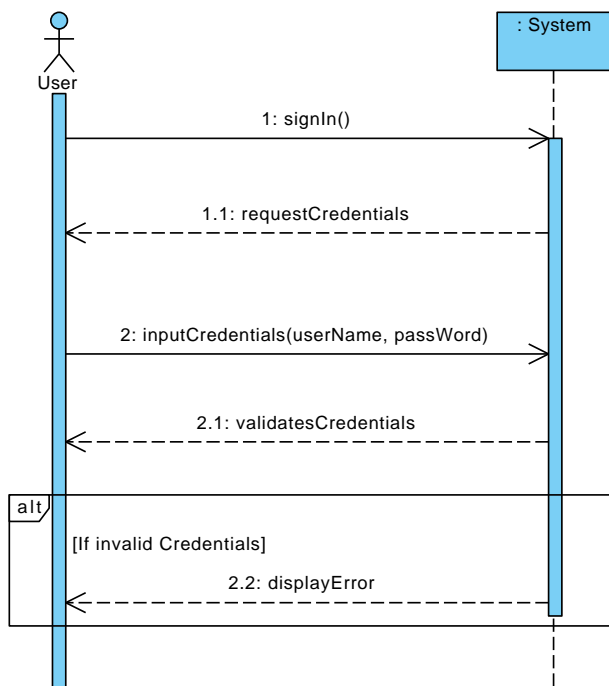 : System
User
1: signIn()
1.1: requestCredentials
2: inputCredentials(userName, passWord)
2.1: validatesCredentials
alt
[If invalid Credentials]
2.2: displayError